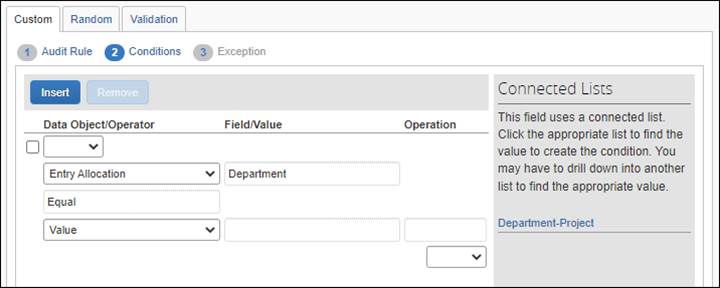 Custom Random Validation
1 Audit Rule 2 Conditions 3 Exception
Insert Remove
Data Object/Operator Field/Value Operation
Entry Allocation Department
Equal
Value
Connected Lists
This field uses a connected list.
Click the appropriate list to find the
value to create the condition. You
may have to drill down into another
list to find the appropriate value.
Department-Project